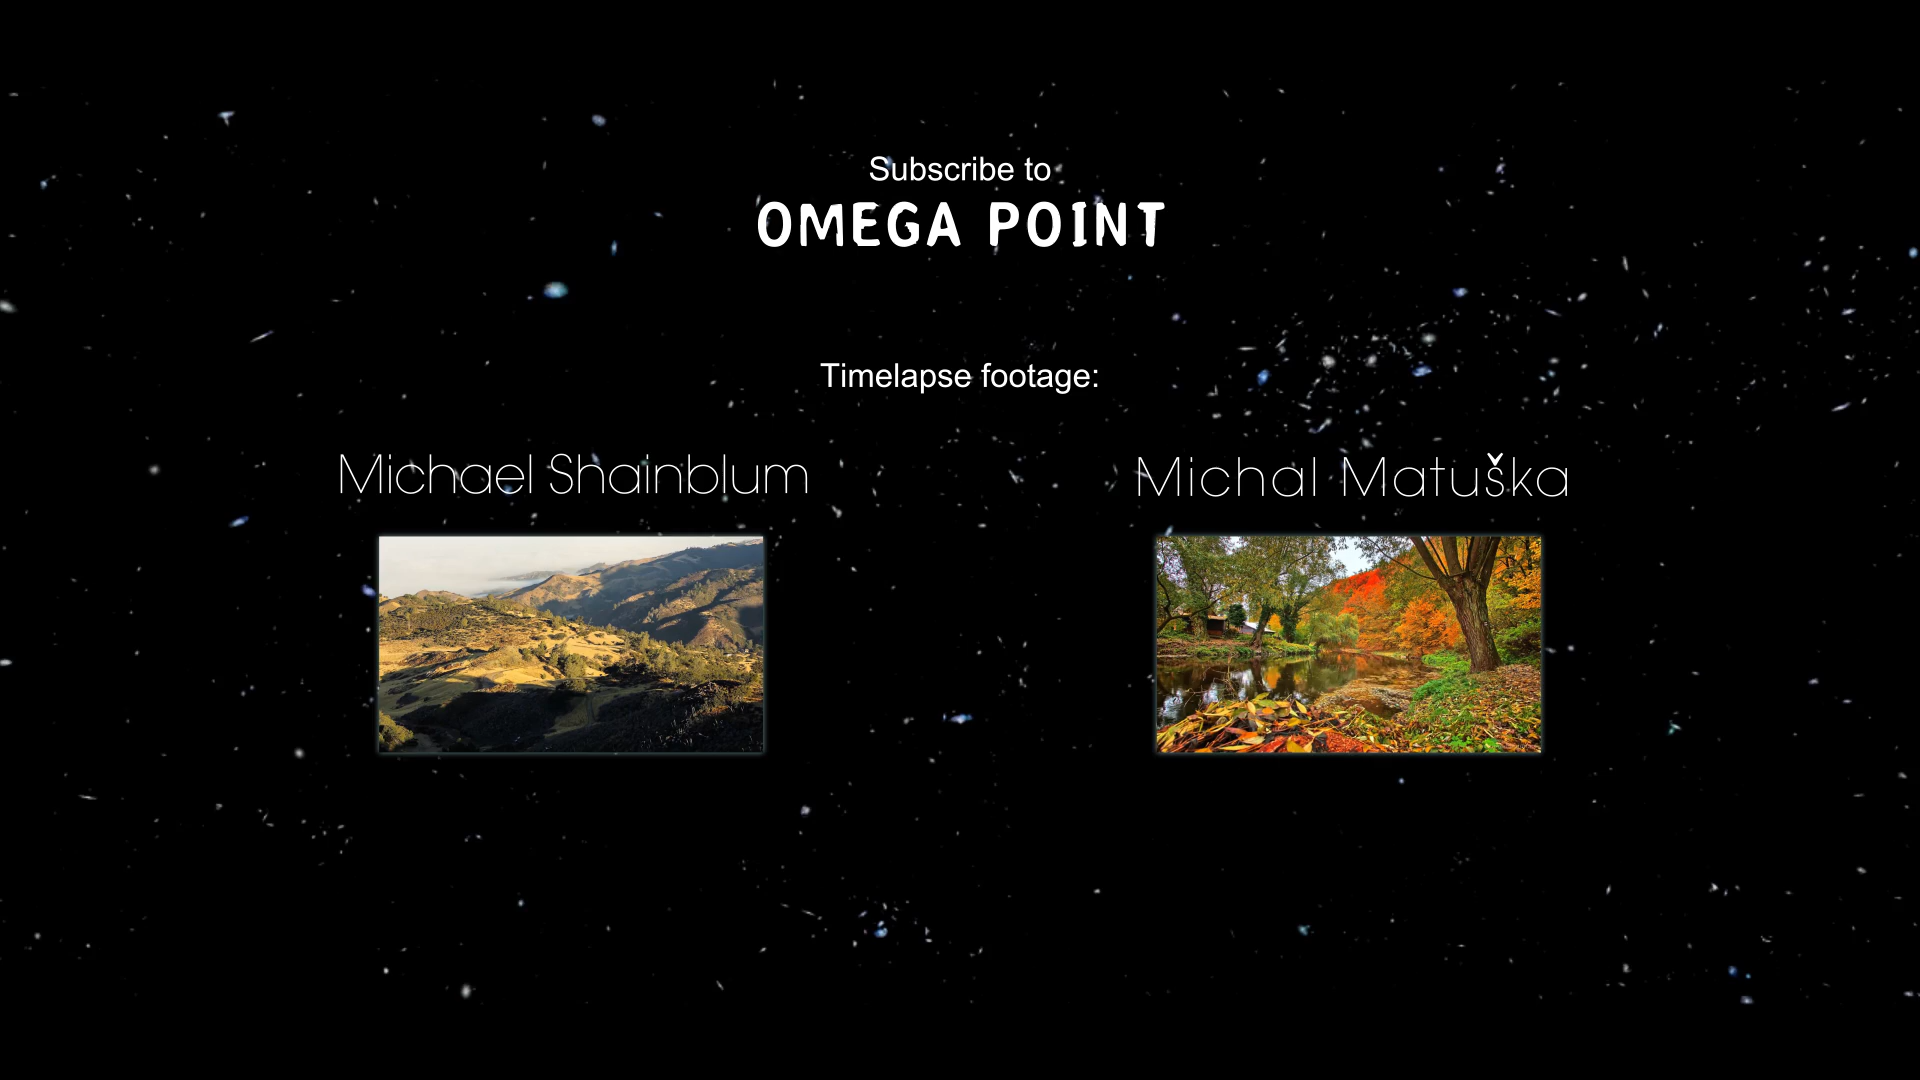 Subscribe to
OMEGA POINT
Timelapse footage:
Michael Shainblum
Michal Matuška